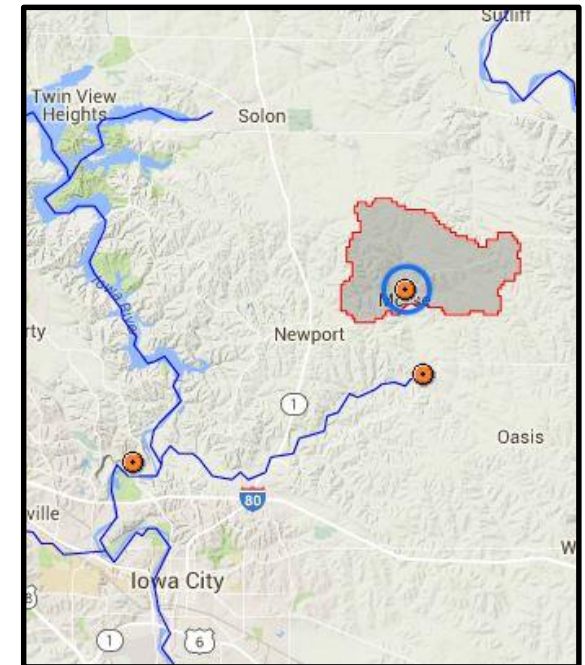 Sutliff
Twin View
Heights
Solon
Iowa River
Newport
rty
1
Oasis
80
ville
W
Iowa City
1
6